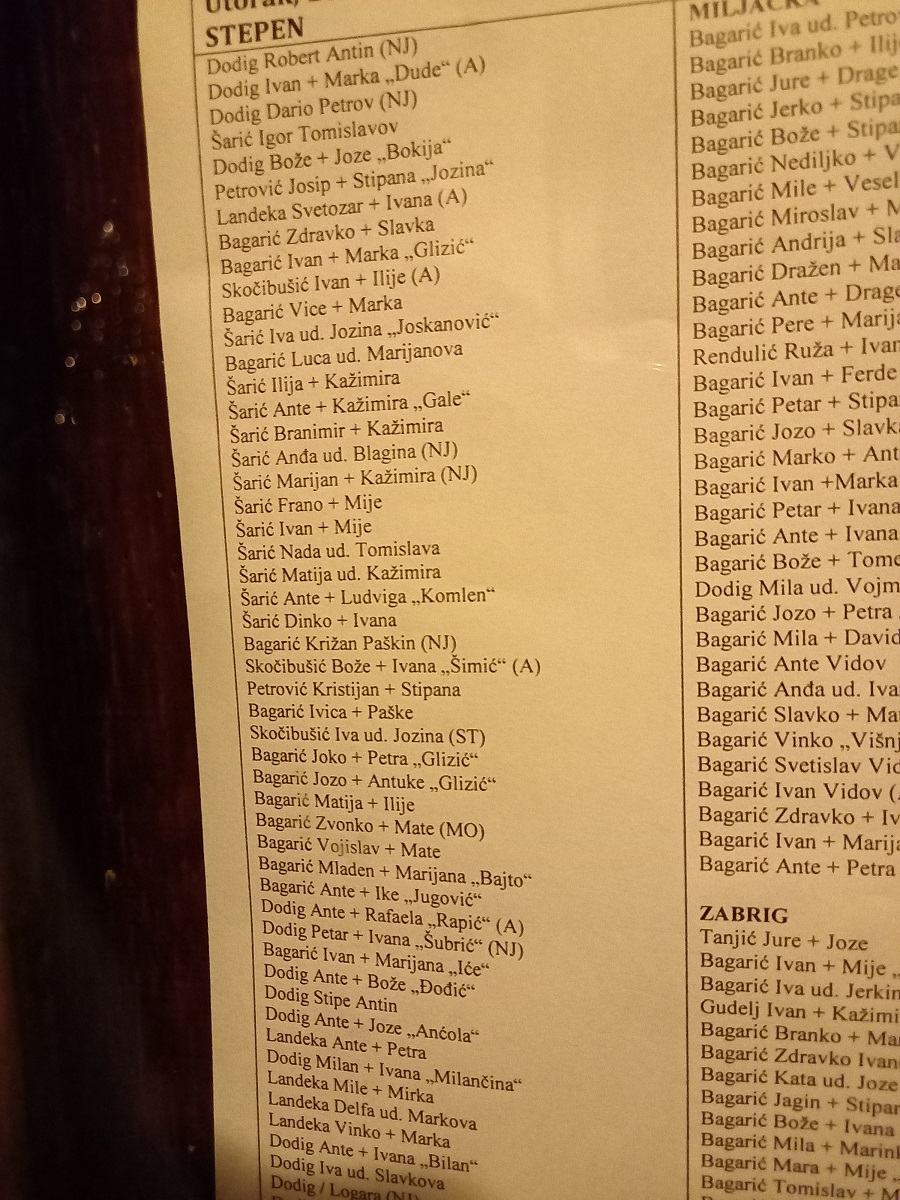 STEPEN
Dodig Robert Antin (NJ)
Dodig Ivan + Marka „Dude“ (A)
Dodig Dario Petrov (NJ)
Šarić Igor Tomislavov
Dodig Bože + Joze „Bokija“
Petrović Josip + Stipana „Jozina“
Landeka Svetozar + Ivana (A)
Bagarić Zdravko + Slavka
Bagarić Ivan + Marka „Glizić“
Skočibušić Ivan + Ilije (A)
Bagarić Vice + Marka
Šarić Iva ud. Jozina „Joskanović“
Bagarić Luca ud. Marijanova
Šarić Ilija + Kažimira
Šarić Ante + Kažimira „Gale“
Šarić Branimir + Kažimira
Šarić Anđa ud. Blagina (NJ)
Šarić Marijan + Kažimira (NJ)
Šarić Frano + Mije
Šarić Ivan + Mije
Šarić Nada ud. Tomislava
Šarić Matija ud. Kažimira
Šarić Ante + Ludviga „Komlen“
Šarić Dinko + Ivana
Bagarić Križan Paškin (NJ)
Skočibušić Bože + Ivana „Šimić“ (A)
Petrović Kristijan + Stipana
Bagarić Ivica + Paške
Skočibušić Iva ud. Jozina (ST)
Bagarić Joko + Petra „Glizić“
Bagarić Jozo + Antuke „Glizić“
Bagarić Matija + Ilije
Bagarić Zvonko + Mate (MO)
Bagarić Vojislav + Mate
Bagarić Mladen + Marijana „Bajto“
Bagarić Ante + Ike „Jugović“
Dodig Ante + Rafaela „Rapić“ (A)
Dodig Petar + Ivana „Šubrić“ (NJ)
Bagarić Ivan + Marijana „Iće“
Dodig Ante + Bože „Đođić“
Dodig Stipe Antin
Dodig Ante + Joze „Anćola“
Landeka Ante + Petra
Dodig Milan + Ivana „Milančina“
Landeka Mile + Mirka
Landeka Delfa ud. Markova
Landeka Vinko + Marka
Dodig Ante + Ivana „Bilan“
Dodig Iva ud. Slavkova
Dodig / Logara (NJ)
MILJACKA
Bagarić Iva ud. Petro
Bagarić Branko + Ilij
Bagarić Jure + Drage
Bagarić Jerko + Stipa
Bagarić Bože + Stipa
Bagarić Nediljko + V
Bagarić Mile + Vesel
Bagarić Miroslav + M
Bagarić Andrija + Sla
Bagarić Dražen + Ma
Bagarić Ante + Drage
Bagarić Pere + Marija
Rendulić Ruža + Ivan
Bagarić Ivan + Ferde
Bagarić Petar + Stipa
Bagarić Jozo + Slavk
Bagarić Marko + Ant
Bagarić Ivan +Marka
Bagarić Petar + Ivana
Bagarić Ante + Ivana
Bagarić Bože + Tome
Dodig Mila ud. Vojm
Bagarić Jozo + Petra
Bagarić Mila + David
Bagarić Ante Vidov
Bagarić Anđa ud. Iva
Bagarić Slavko + Ma
Bagarić Vinko „Višnj
Bagarić Svetislav Vid
Bagarić Ivan Vidov (
Bagarić Zdravko + Iv
Bagarić Ivan + Marija
Bagarić Ante + Petra
ZABRIG
Tanjić Jure + Joze
Bagarić Ivan + Mije „
Bagarić Iva ud. Jerkin
Gudelj Ivan + Kažimi
Bagarić Branko + Mar
Bagarić Zdravko Ivan
Bagarić Kata ud. Joze
Bagarić Jagin + Stipan
Bagarić Bože + Ivana
Bagarić Mila + Marink
Bagarić Mara + Mije „
Bagarić Tomislav + M